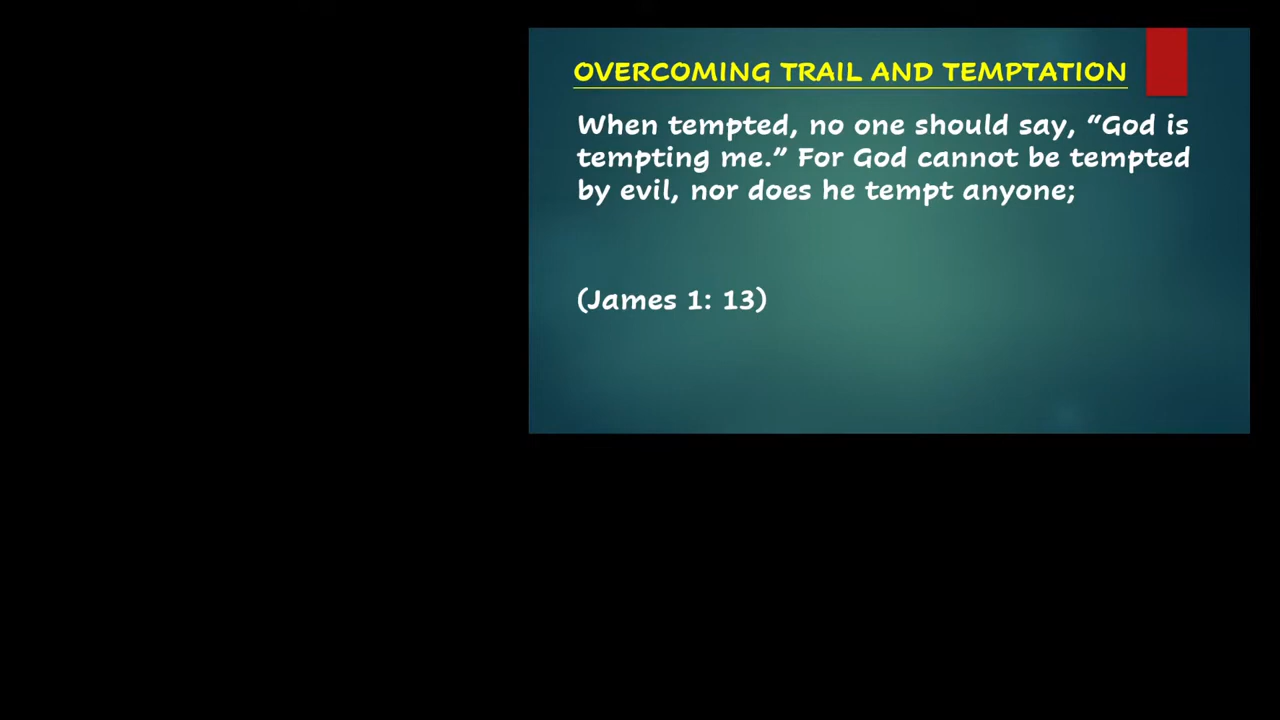 OVERCOMING TRAIL AND TEMPTATION
When tempted, no one should say, “God is
tempting me.” For God cannot be tempted
by evil, nor does he tempt anyone;
(James 1: 13)